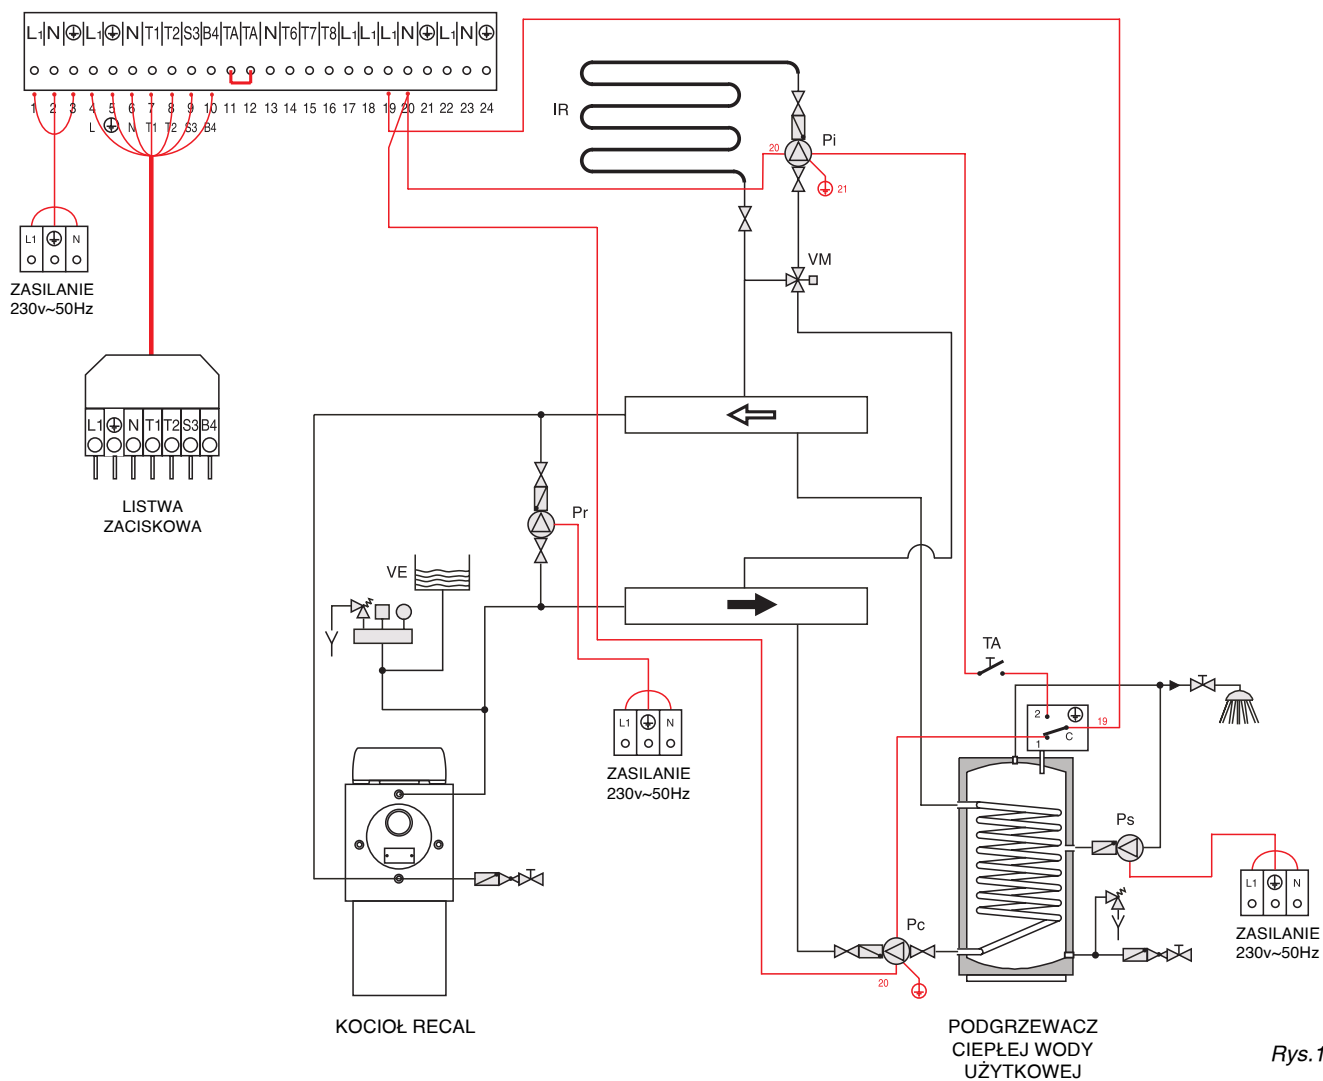 L1 N L1 N T1 T2 S3 B4 TA TA N T6 T7 T8 L1 L1 L1 N L1 N
1 2 3 4 5 6 7 8 9 10 11 12 13 14 15 16 17 18 19 20 21 22 23 24
L N T1 T2 S3 B4
IR
20
Pi
21
VM
L1 N
ZASILANIE
230v~50Hz
L1 N T1 T2 S3 B4
LISTWA
ZACISKOWA
Pr
VE
TA
2
19
1
C
L1 N
ZASILANIE
230v~50Hz
Ps
L1 N
ZASILANIE
230v~50Hz
Pc
20
KOCIOŁ RECAL
PODGRZEWACZ
CIEPŁEJ WODY
UŻYTKOWEJ
Rys.1